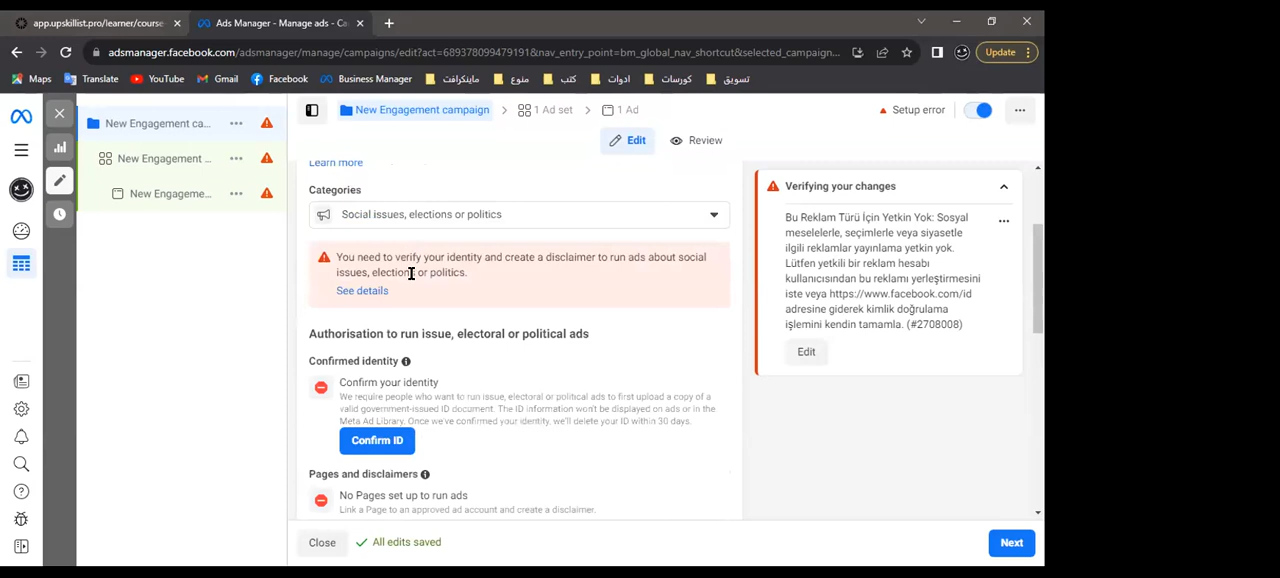 app.upskillist.pro/learner/course
Ads Manager - Manage ads - Ca
adsmanager.facebook.com/adsmanager/manage/campaigns/edit?act=689378099479191&nav_entry_point=bm_global_nav_shortcut&selected_campaign...
Update
Maps
Translate
YouTube
Gmail
Facebook
Business Manager
ماينكرافت
منوع
كتب
ادوات
كورسات
تسويق
New Engagement ca...
New Engagement ...
New Engageme...
New Engagement campaign
1 Ad set
1 Ad
Setup error
Edit
Review
Learn more
Categories
Social issues, elections or politics
You need to verify your identity and create a disclaimer to run ads about social
issues, elections or politics.
See details
Authorisation to run issue, electoral or political ads
Confirmed identity
Confirm your identity
We require people who want to run issue, electoral or political ads to first upload a copy of a
valid government-issued ID document. The ID information won't be displayed on ads or in the
Meta Ad Library. Once we've confirmed your identity, we'll delete your ID within 30 days.
Confirm ID
Pages and disclaimers
No Pages set up to run ads
Link a Page to an approved ad account and create a disclaimer.
Verifying your changes
Bu Reklam Türü İçin Yetkin Yok: Sosyal
meselelerle, seçimlerle veya siyasetle
ilgili reklamlar yayınlama yetkin yok.
Lütfen yetkili bir reklam hesabı
kullanıcısından bu reklamı yerleştirmesini
iste veya https://www.facebook.com/id
adresine giderek kimlik doğrulama
işlemini kendin tamamla. (#2708008)
Edit
Close
All edits saved
Next